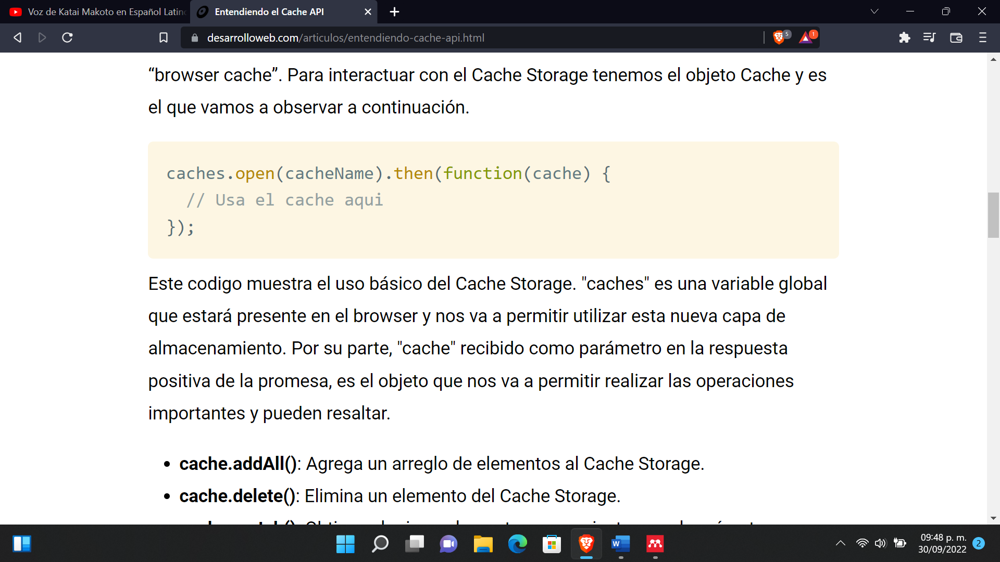 Voz de Katai Makoto en Español Latino
Entendiendo el Cache API
desarrolloweb.com/articulos/entendiendo-cache-api.html
5
1
“browser cache”. Para interactuar con el Cache Storage tenemos el objeto Cache y es
el que vamos a observar a continuación.
caches.open(cacheName).then(function(cache) {
// Usa el cache aqui
});
Este codigo muestra el uso básico del Cache Storage. "caches" es una variable global
que estará presente en el browser y nos va a permitir utilizar esta nueva capa de
almacenamiento. Por su parte, "cache" recibido como parámetro en la respuesta
positiva de la promesa, es el objeto que nos va a permitir realizar las operaciones
importantes y pueden resaltar.
• cache.addAll(): Agrega un arreglo de elementos al Cache Storage.
• cache.delete(): Elimina un elemento del Cache Storage.
W
09:48 p. m.
30/09/2022
2